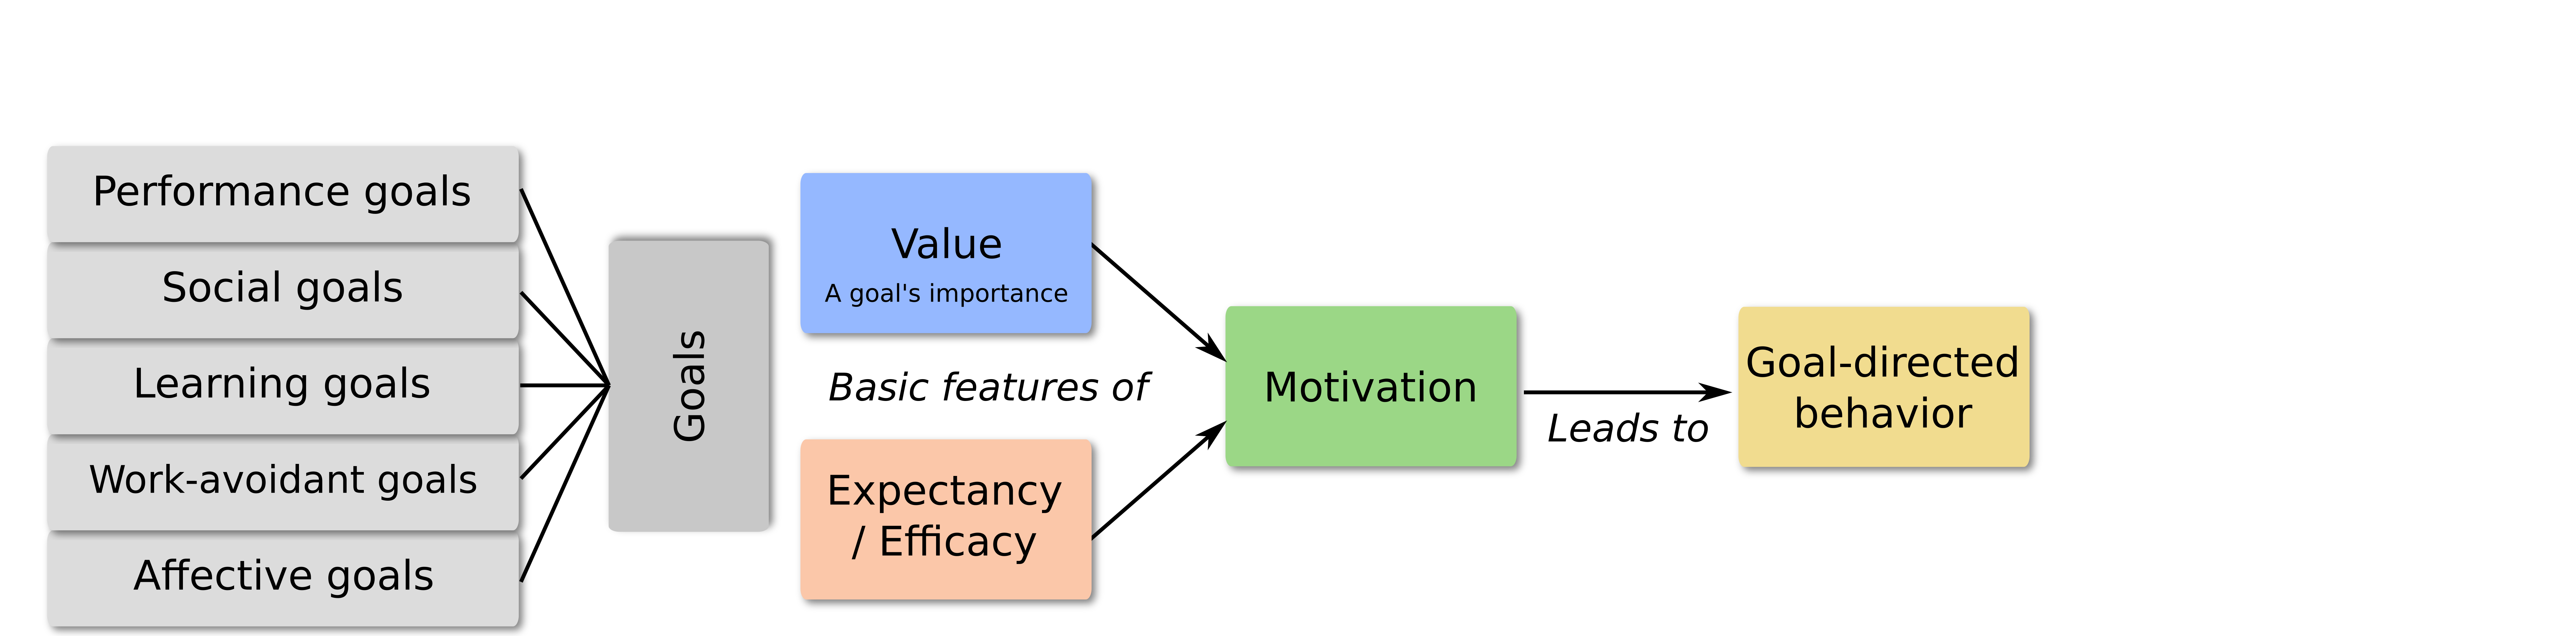 Performance goals
Social goals
Learning goals
Work-avoidant goals
Affective goals
Goals
Value
A goal's importance
Basic features of
Expectancy
/ Efficacy
Motivation
Leads to
Goal-directed
behavior